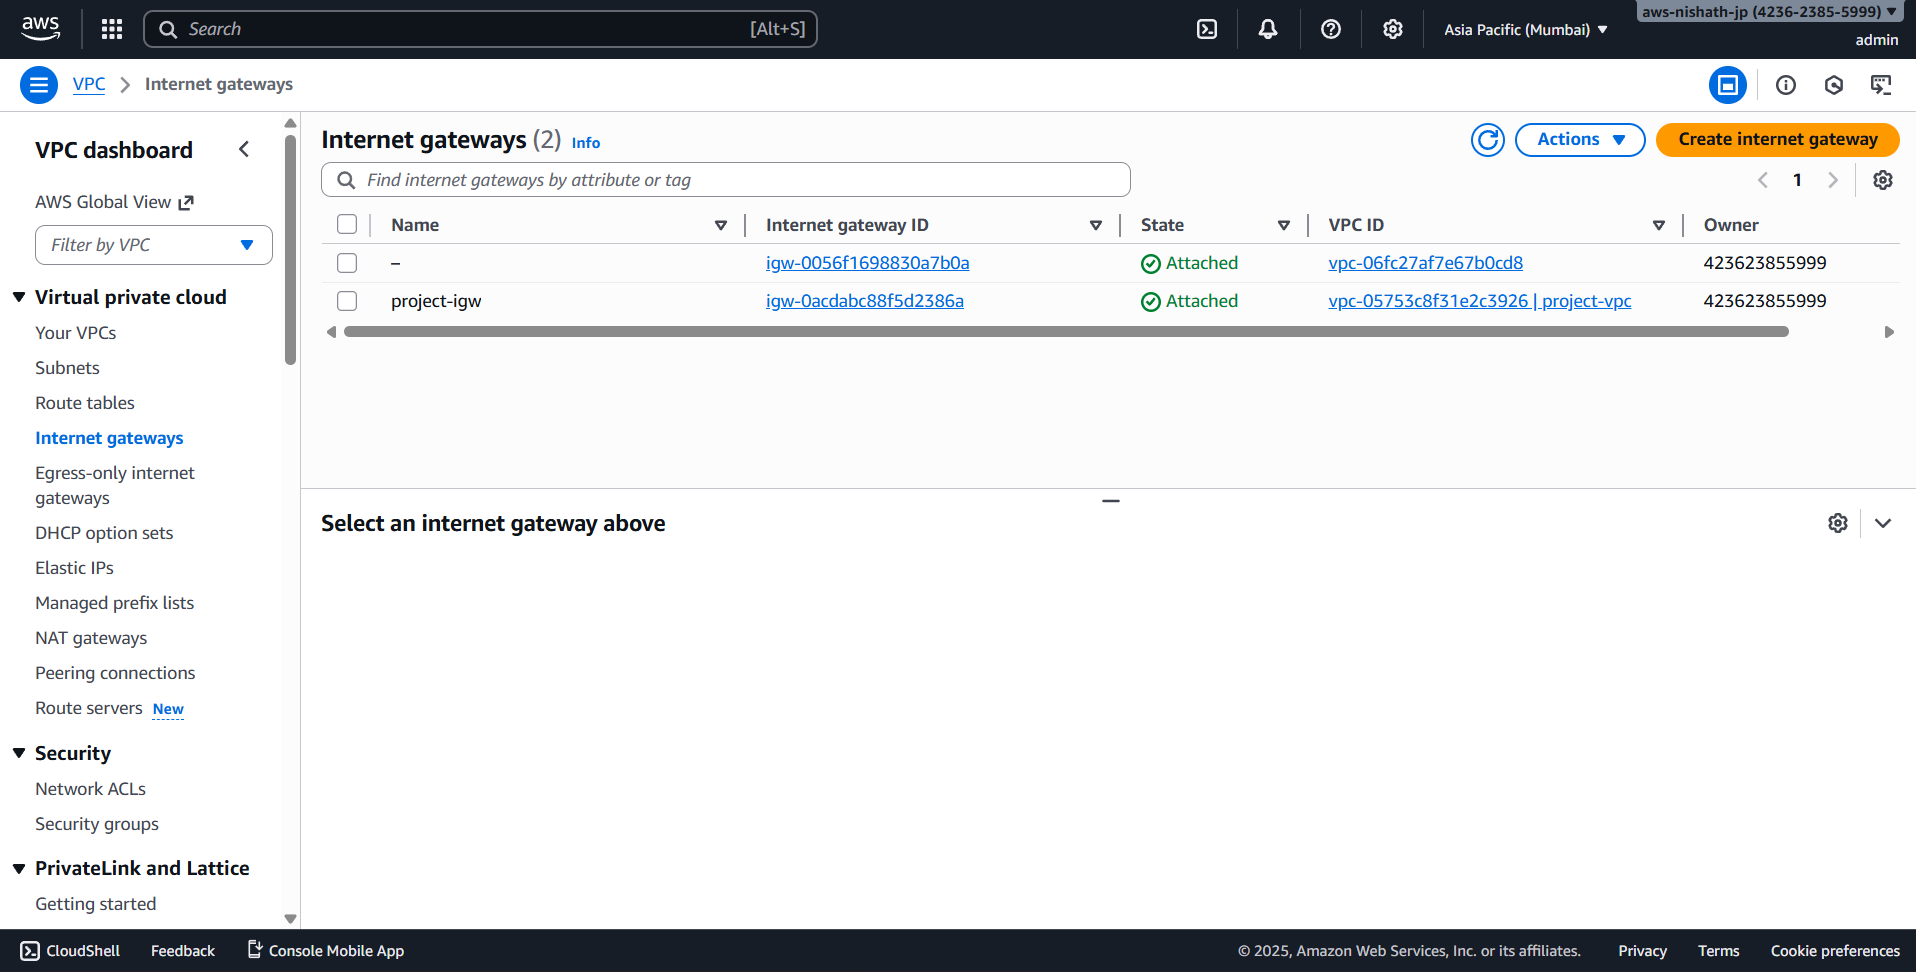 aws
Search
[Alt+S]
Asia Pacific (Mumbai)
aws-nishath-jp (4236-2385-5999)
admin
VPC
Internet gateways
VPC dashboard
AWS Global View
Filter by VPC
Virtual private cloud
Your VPCs
Subnets
Route tables
Internet gateways
Egress-only internet
gateways
DHCP option sets
Elastic IPs
Managed prefix lists
NAT gateways
Peering connections
Route servers New
Security
Network ACLs
Security groups
PrivateLink and Lattice
Getting started
Internet gateways (2) Info
Actions
Create internet gateway
Find internet gateways by attribute or tag
1
Name Internet gateway ID State VPC ID Owner
– igw-0056f1698830a7b0a Attached vpc-06fc27af7e67b0cd8 423623855999
project-igw igw-0acdabc88f5d2386a Attached vpc-05753c8f31e2c3926 | project-vpc 423623855999
Select an internet gateway above
CloudShell Feedback Console Mobile App © 2025, Amazon Web Services, Inc. or its affiliates. Privacy Terms Cookie preferences